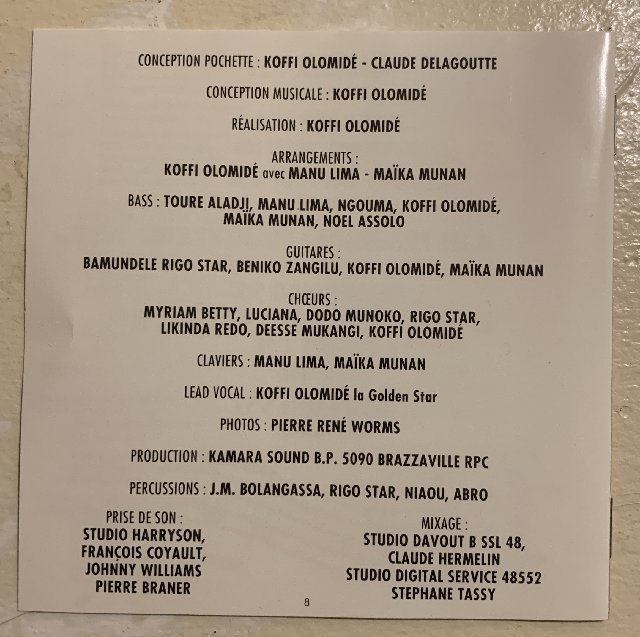 CONCEPTION POCHETTE : KOFFI OLOMIDÉ - CLAUDE DELAGOUTTE
CONCEPTION MUSICALE : KOFFI OLOMIDÉ
RÉALISATION : KOFFI OLOMIDÉ
ARRANGEMENTS :
KOFFI OLOMIDÉ avec MANU LIMA - MAÏKA MUNAN
BASS : TOURE ALADJI, MANU LIMA, NGOUMA, KOFFI OLOMIDÉ,
MAÏKA MUNAN, NOEL ASSOLO
GUITARES :
BAMUNDELE RIGO STAR, BENIKO ZANGILU, KOFFI OLOMIDÉ, MAÏKA MUNAN
CHŒURS :
MYRIAM BETTY, LUCIANA, DODO MUNOKO, RIGO STAR,
LIKINDA REDO, DEESSE MUKANGI, KOFFI OLOMIDÉ
CLAVIERS : MANU LIMA, MAÏKA MUNAN
LEAD VOCAL : KOFFI OLOMIDÉ la Golden Star
PHOTOS : PIERRE RENÉ WORMS
PRODUCTION : KAMARA SOUND B.P. 5090 BRAZZAVILLE RPC
PERCUSSIONS : J.M. BOLANGASSA, RIGO STAR, NIAOU, ABRO
PRISE DE SON :
STUDIO HARRYSON,
FRANÇOIS COYAULT,
JOHNNY WILLIAMS
PIERRE BRANER
MIXAGE :
STUDIO DAVOUT B SSL 48,
CLAUDE HERMELIN
STUDIO DIGITAL SERVICE 48552
STEPHANE TASSY
8